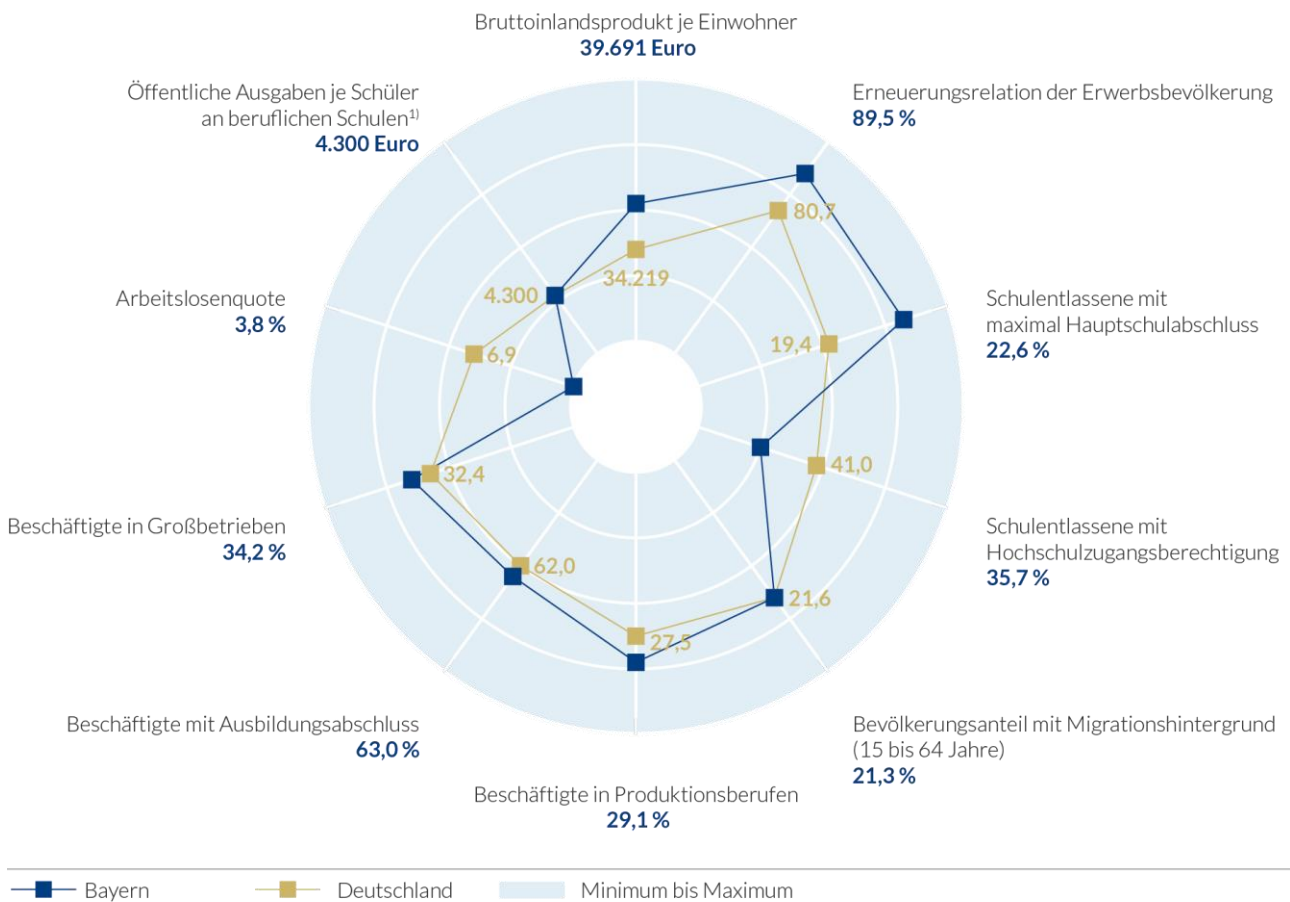 Bruttoinlandsprodukt je Einwohner
39.691 Euro
Öffentliche Ausgaben je Schüler
an beruflichen Schulen¹⁾
4.300 Euro
Erneuerungsrelation der Erwerbsbevölkerung
89,5 %
80,7
34.219
4.300
Arbeitslosenquote
3,8 %
6,9
Schulentlassene mit
maximal Hauptschulabschluss
22,6 %
19,4
41,0
32,4
Beschäftigte in Großbetrieben
34,2 %
Schulentlassene mit
Hochschulzugangsberechtigung
35,7 %
62,0
21,6
27,5
Beschäftigte mit Ausbildungsabschluss
63,0 %
Bevölkerungsanteil mit Migrationshintergrund
(15 bis 64 Jahre)
21,3 %
Beschäftigte in Produktionsberufen
29,1 %
Bayern
Deutschland
Minimum bis Maximum